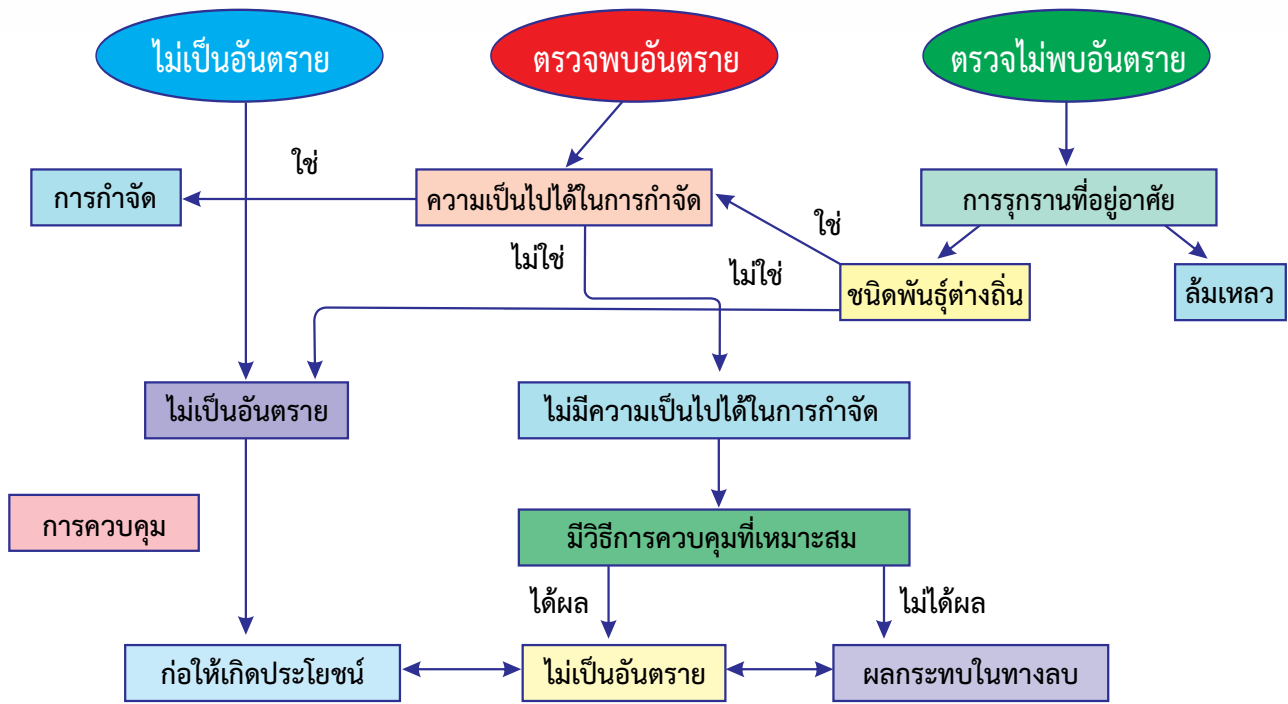 ไม่เป็นอันตราย
ตรวจพบอันตราย
ตรวจไม่พบอันตราย
ใช่
การกำจัด
ความเป็นไปได้ในการกำจัด
การรุกรานที่อยู่อาศัย
ใช่
ไม่ใช่
ไม่ใช่
ชนิดพันธุ์ต่างถิ่น
ล้มเหลว
ไม่เป็นอันตราย
ไม่มีความเป็นไปได้ในการกำจัด
การควบคุม
มีวิธีการควบคุมที่เหมาะสม
ได้ผล
ไม่ได้ผล
ก่อให้เกิดประโยชน์
ไม่เป็นอันตราย
ผลกระทบในทางลบ